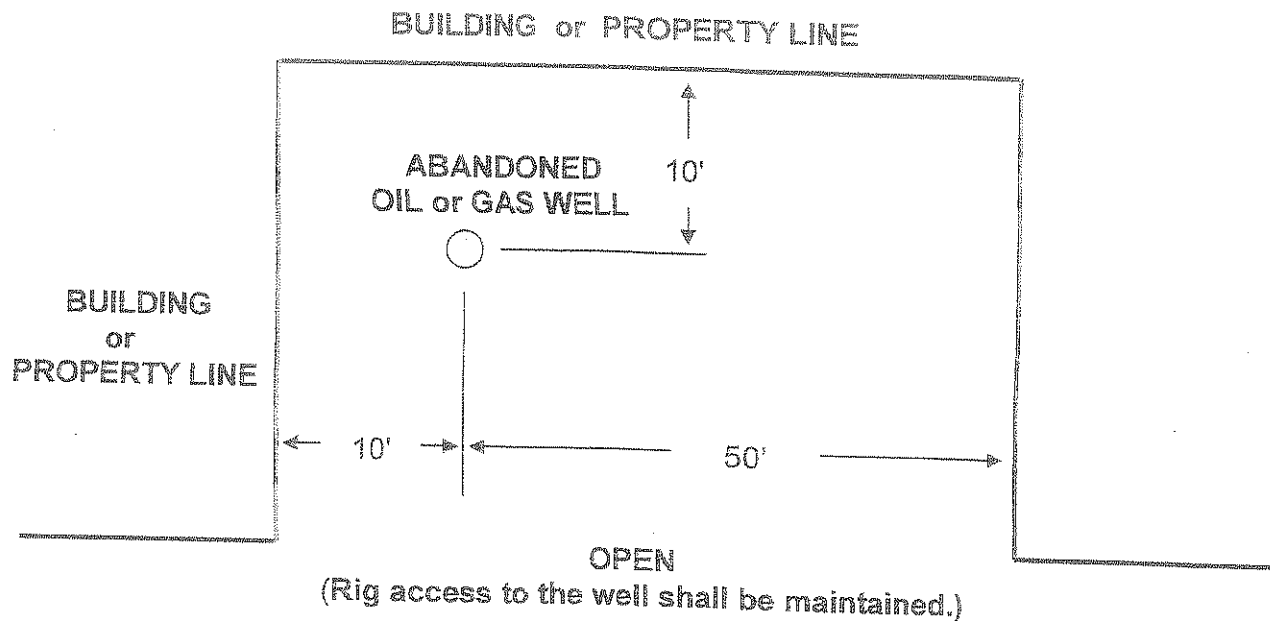 BUILDING or PROPERTY LINE
ABANDONED
OIL or GAS WELL
10'
BUILDING
or
PROPERTY LINE
10'
50'
OPEN
(Rig access to the well shall be maintained.)